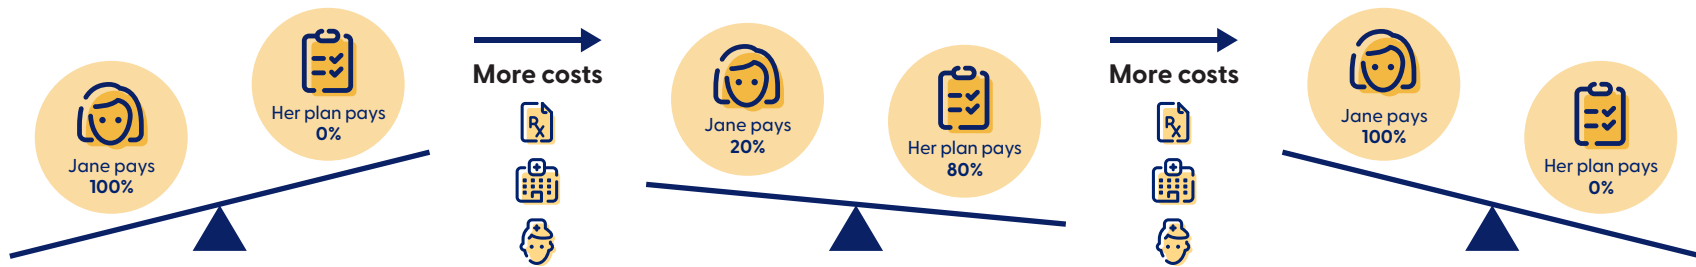 Jane pays
100%
Her plan pays
0%
More costs
Rx
Jane pays
20%
Her plan pays
80%
More costs
Rx
Jane pays
100%
Her plan pays
0%